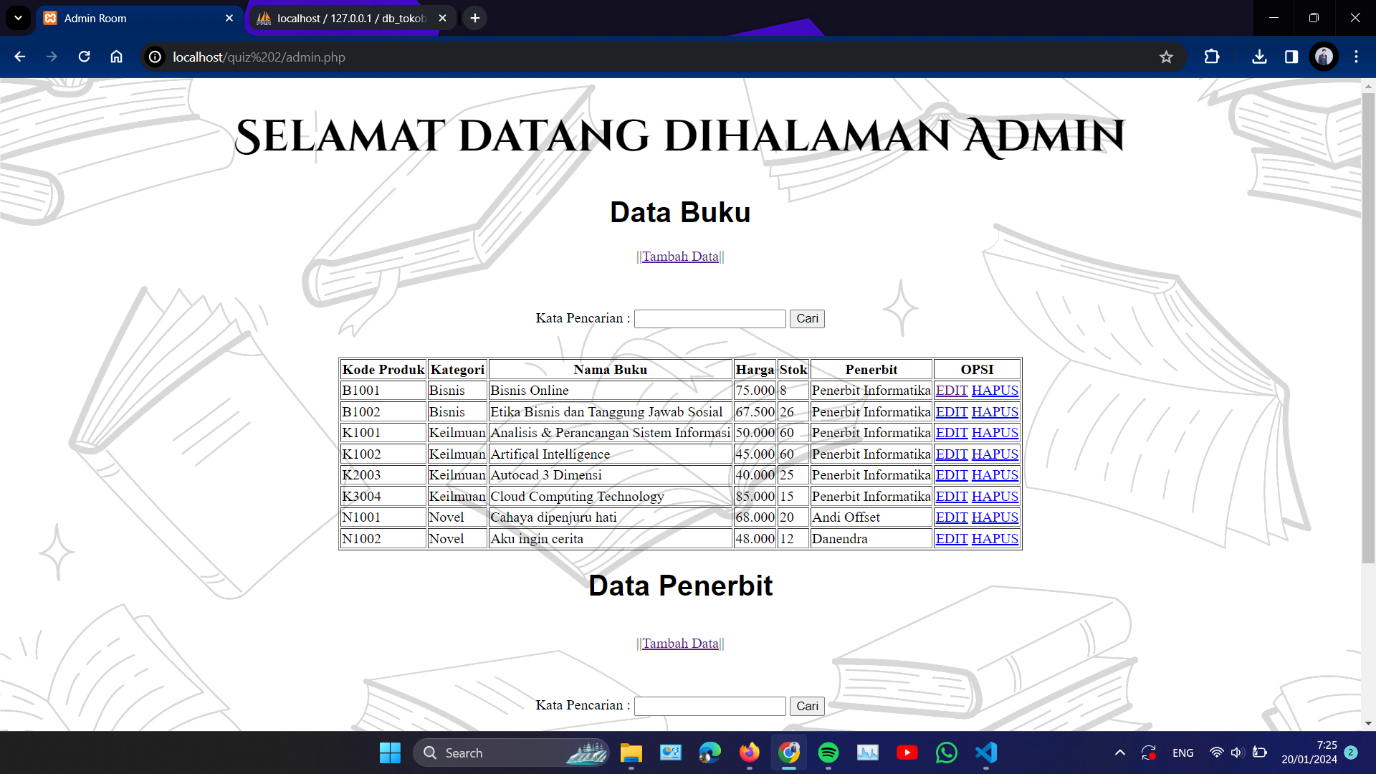 Admin Room
localhost / 127.0.0.1 / db_tokob
localhost/quiz%202/admin.php
Selamat datang dihalaman Admin
Data Buku
||Tambah Data||
Kata Pencarian : Cari
Kode Produk Kategori Nama Buku Harga Stok Penerbit OPSI
B1001 Bisnis Bisnis Online 75.000 8 Penerbit Informatika EDIT HAPUS
B1002 Bisnis Etika Bisnis dan Tanggung Jawab Sosial 67.500 26 Penerbit Informatika EDIT HAPUS
K1001 Keilmuan Analisis & Perancangan Sistem Informasi 50.000 60 Penerbit Informatika EDIT HAPUS
K1002 Keilmuan Artifical Intelligence 45.000 60 Penerbit Informatika EDIT HAPUS
K2003 Keilmuan Autocad 3 Dimensi 40.000 25 Penerbit Informatika EDIT HAPUS
K3004 Keilmuan Cloud Computing Technology 85.000 15 Penerbit Informatika EDIT HAPUS
N1001 Novel Cahaya dipenjuru hati 68.000 20 Andi Offset EDIT HAPUS
N1002 Novel Aku ingin cerita 48.000 12 Danendra EDIT HAPUS
Data Penerbit
||Tambah Data||
Kata Pencarian : Cari
Search
ENG
7:25
20/01/2024
2